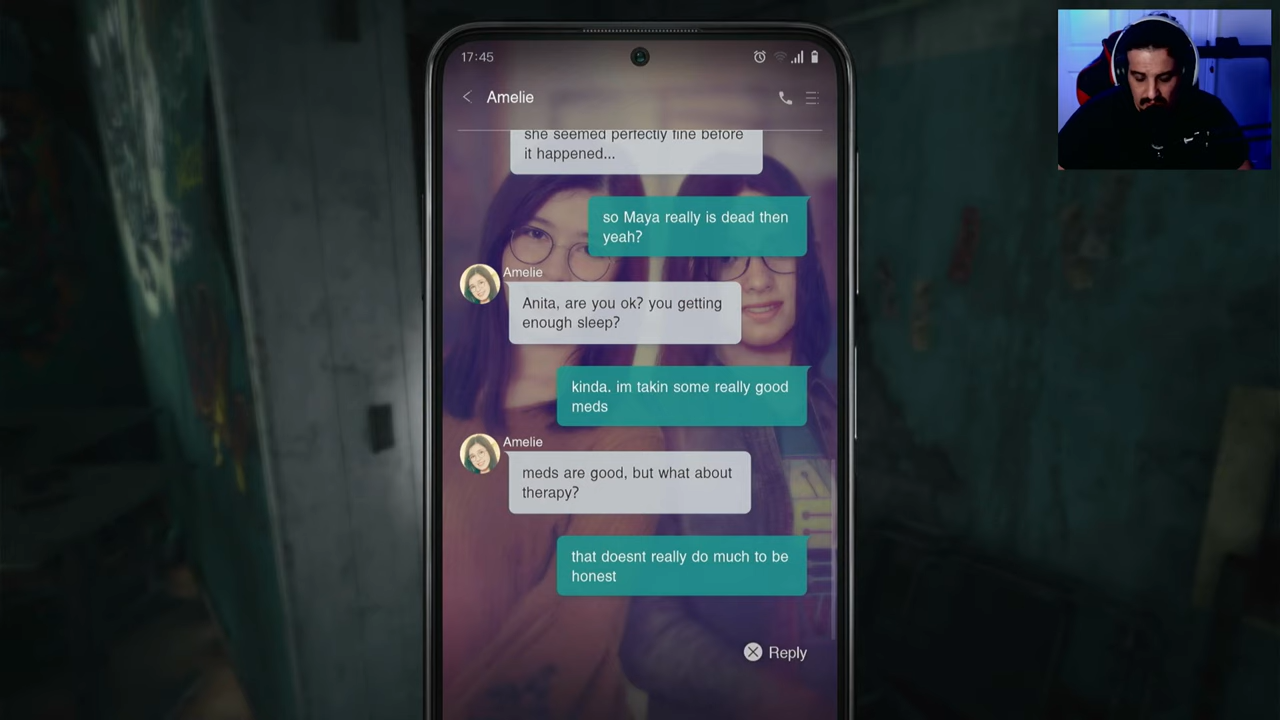 17:45
Amelie
she seemed perfectly fine before
it happened...
so Maya really is dead then
yeah?
Amelie
Anita, are you ok? you getting
enough sleep?
kinda. im takin some really good
meds
Amelie
meds are good, but what about
therapy?
that doesnt really do much to be
honest
Reply